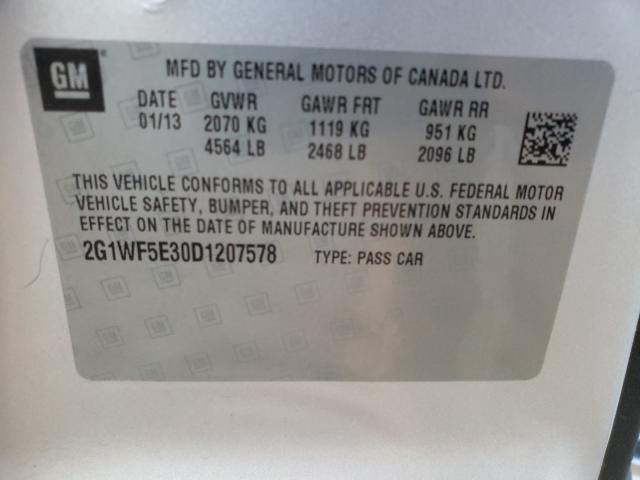 GM ®
MFD BY GENERAL MOTORS OF CANADA LTD.
DATE GVWR GAWR FRT GAWR RR
01/13 2070 KG 1119 KG 951 KG
4564 LB 2468 LB 2096 LB
THIS VEHICLE CONFORMS TO ALL APPLICABLE U.S. FEDERAL MOTOR
VEHICLE SAFETY, BUMPER, AND THEFT PREVENTION STANDARDS IN
EFFECT ON THE DATE OF MANUFACTURE SHOWN ABOVE.
2G1WF5E30D1207578 TYPE: PASS CAR